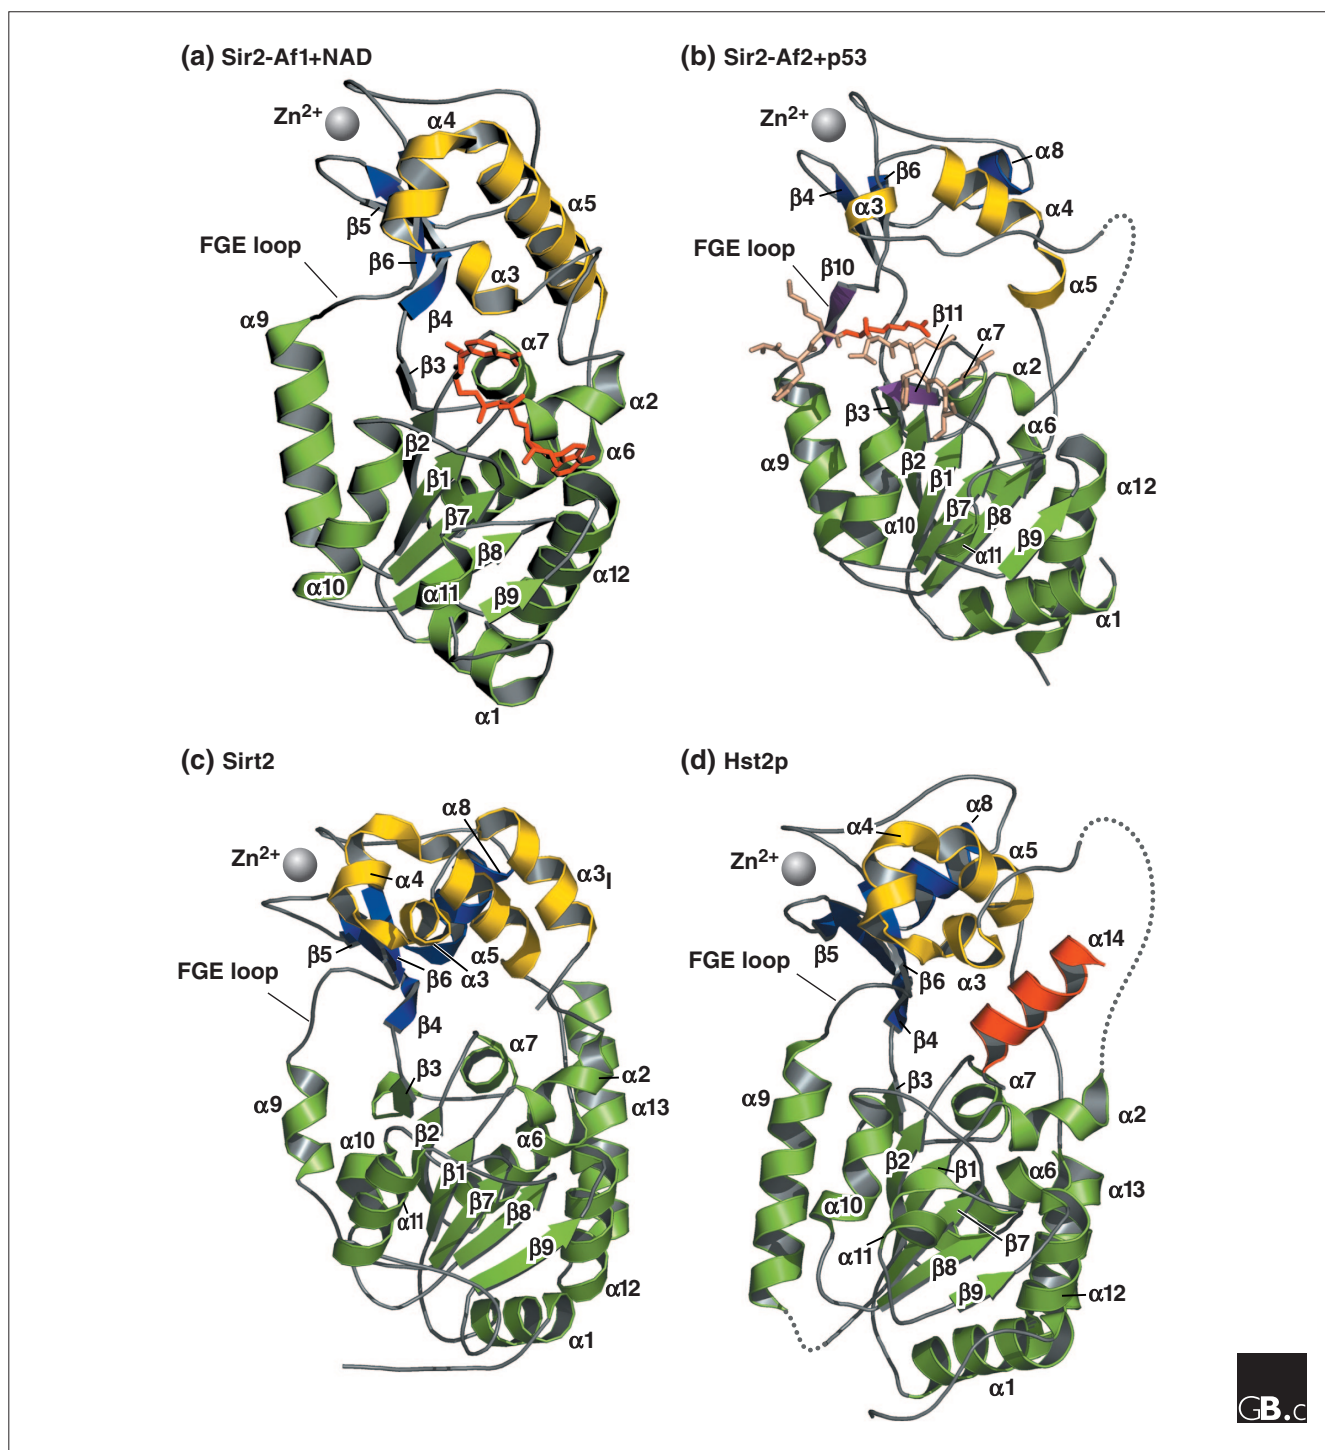 (a) Sir2-Af1+NAD
Zn2+
α4
α5
β5
FGE loop
β6
α3
β4
α9
α7
β3
α2
β2
α6
β1
β7
β8
α12
α10
α11
β9
α1
(b) Sir2-Af2+p53
Zn2+
α8
β6
β4
α3
α4
FGE loop
β10
α5
β11
α7
α2
β3
α6
α9
β2
β1
α12
α10
β7
β8
β9
α11
α1
(c) Sirt2
α8
Zn2+
α4
α3I
β5
α5
FGE loop
β6
α3
β4
α7
β3
α2
α9
α13
α10
β2
α6
β1
α11
β7
β8
β9
α12
α1
(d) Hst2p
α8
α4
α5
Zn2+
α14
β5
FGE loop
β6
α3
β4
β3
α7
α9
α2
β2
β1
α6
α13
α10
β7
α11
β8
β9
α12
α1
GB.c